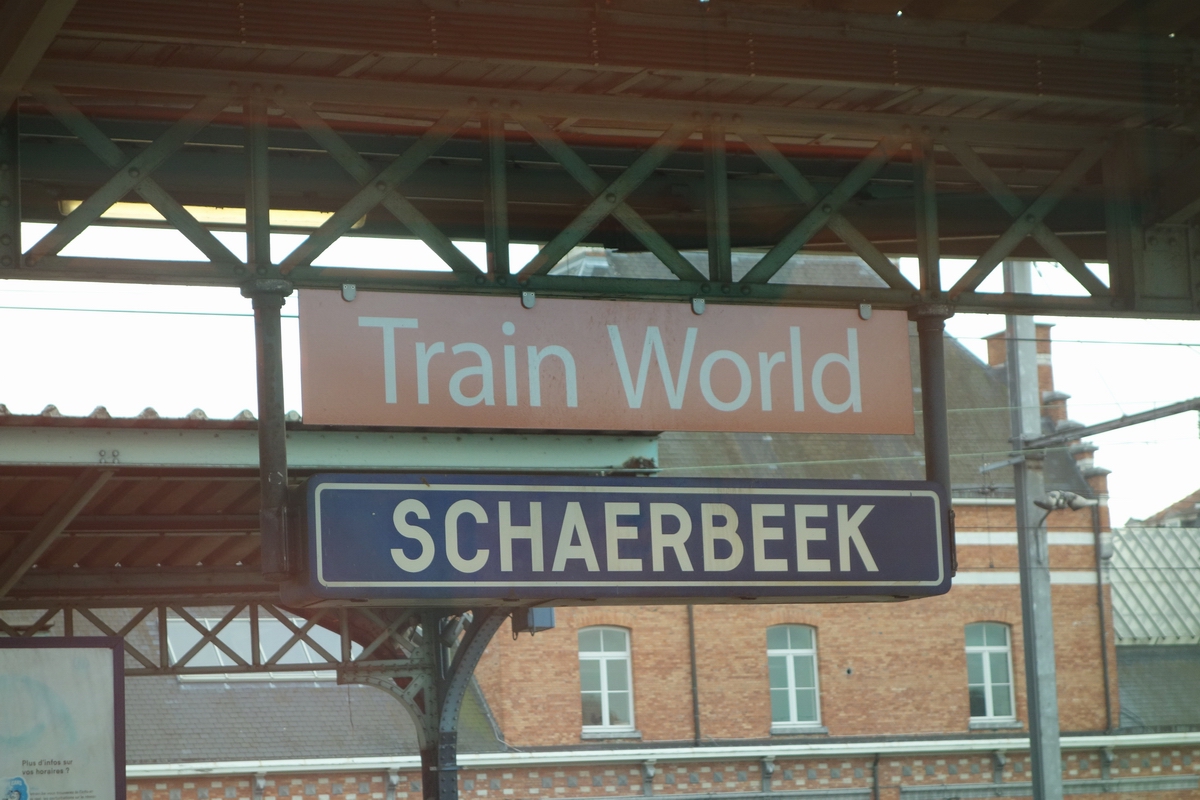 Train World
SCHAERBEEK
Plus d'infos sur
vos horaires ?